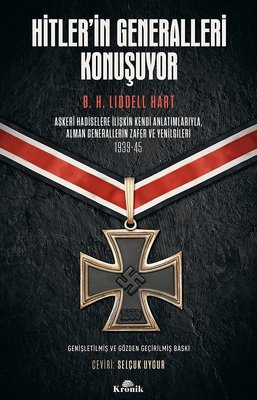 HİTLER'İN GENERALLERİ
KONUŞUYOR
B. H. LIDDELL HART
ASKERİ HADİSELERE İLİŞKİN KENDİ ANLATIMLARIYLA,
ALMAN GENERALLERİN ZAFER VE YENİLGİLERİ
1939-45
1939
GENİŞLETİLMİŞ VE GÖZDEN GEÇİRİLMİŞ BASKI
ÇEVİRİ: SELÇUK UYGUR
Kronik